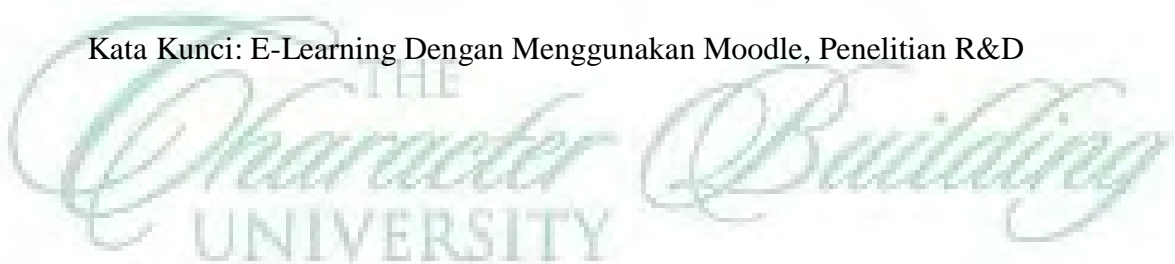 Kata Kunci: E-Learning Dengan Menggunakan Moodle, Penelitian R&D
THE
Character Building
UNIVERSITY